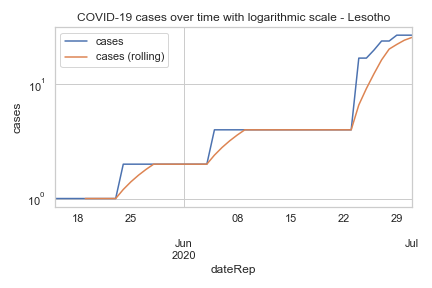 COVID-19 cases over time with logarithmic scale - Lesotho
cases
cases (rolling)
10¹
10⁰
cases
18 25 08 15 22 29
Jun Jul
2020
dateRep